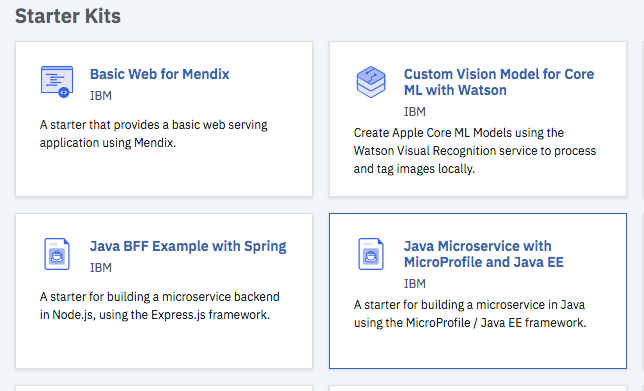 Starter Kits
Basic Web for Mendix
IBM
A starter that provides a basic web serving
application using Mendix.
Custom Vision Model for Core
ML with Watson
IBM
Create Apple Core ML Models using the
Watson Visual Recognition service to process
and tag images locally.
Java BFF Example with Spring
IBM
A starter for building a microservice backend
in Node.js, using the Express.js framework.
Java Microservice with
MicroProfile and Java EE
IBM
A starter for building a microservice in Java
using the MicroProfile / Java EE framework.